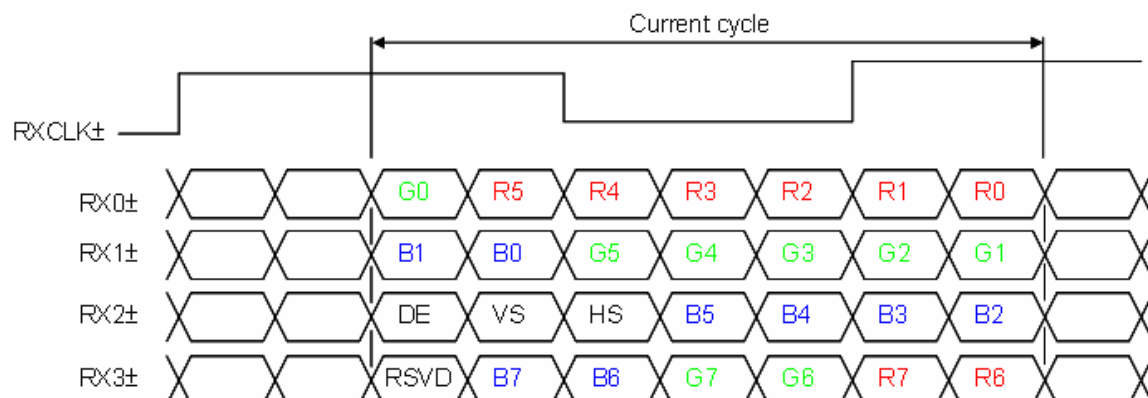 Current cycle
RXCLK±
RX0± G0 R5 R4 R3 R2 R1 R0
RX1± B1 B0 G5 G4 G3 G2 G1
RX2± DE VS HS B5 B4 B3 B2
RX3± RSVD B7 B6 G7 G6 R7 R6